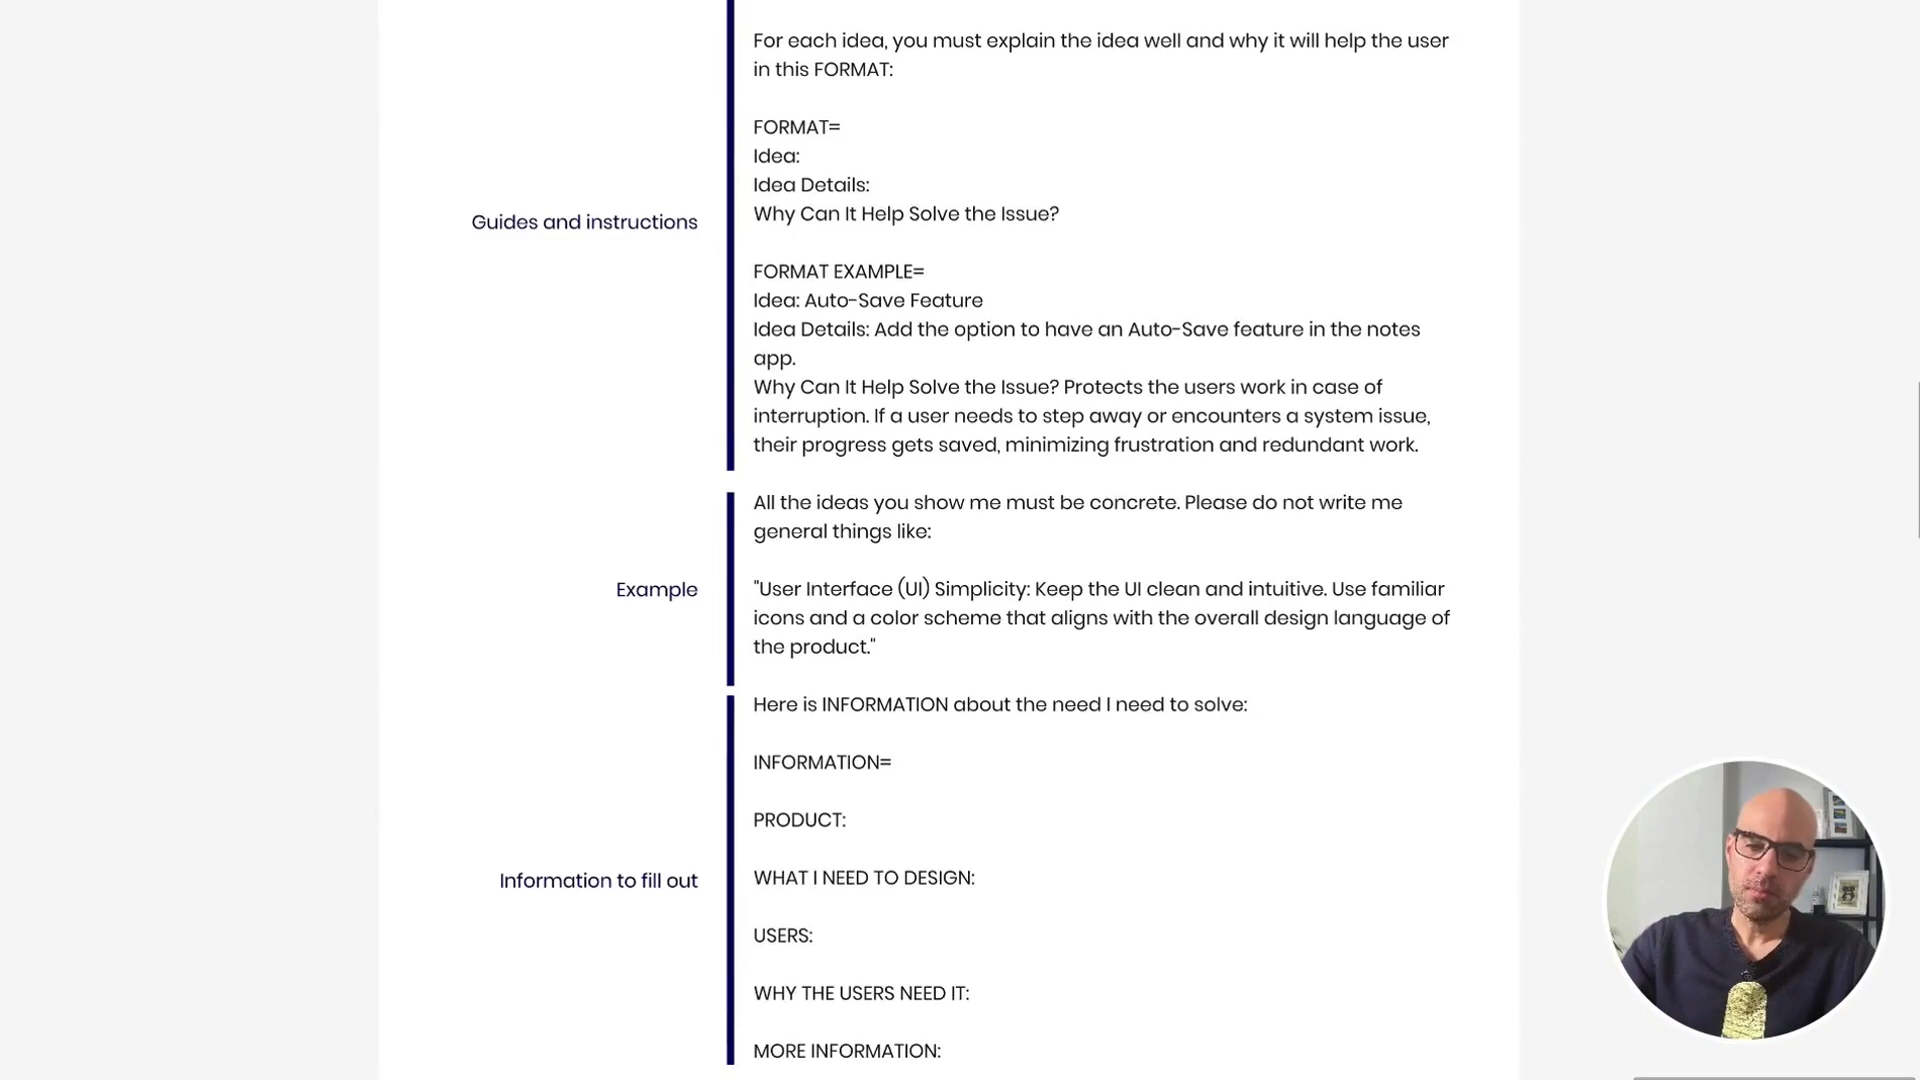 For each idea, you must explain the idea well and why it will help the user
in this FORMAT:
FORMAT=
Idea:
Idea Details:
Why Can It Help Solve the Issue?
Guides and instructions
FORMAT EXAMPLE=
Idea: Auto-Save Feature
Idea Details: Add the option to have an Auto-Save feature in the notes
app.
Why Can It Help Solve the Issue? Protects the users work in case of
interruption. If a user needs to step away or encounters a system issue,
their progress gets saved, minimizing frustration and redundant work.
All the ideas you show me must be concrete. Please do not write me
general things like:
Example
"User Interface (UI) Simplicity: Keep the UI clean and intuitive. Use familiar
icons and a color scheme that aligns with the overall design language of
the product."
Here is INFORMATION about the need I need to solve:
INFORMATION=
PRODUCT:
Information to fill out
WHAT I NEED TO DESIGN:
USERS:
WHY THE USERS NEED IT:
MORE INFORMATION: